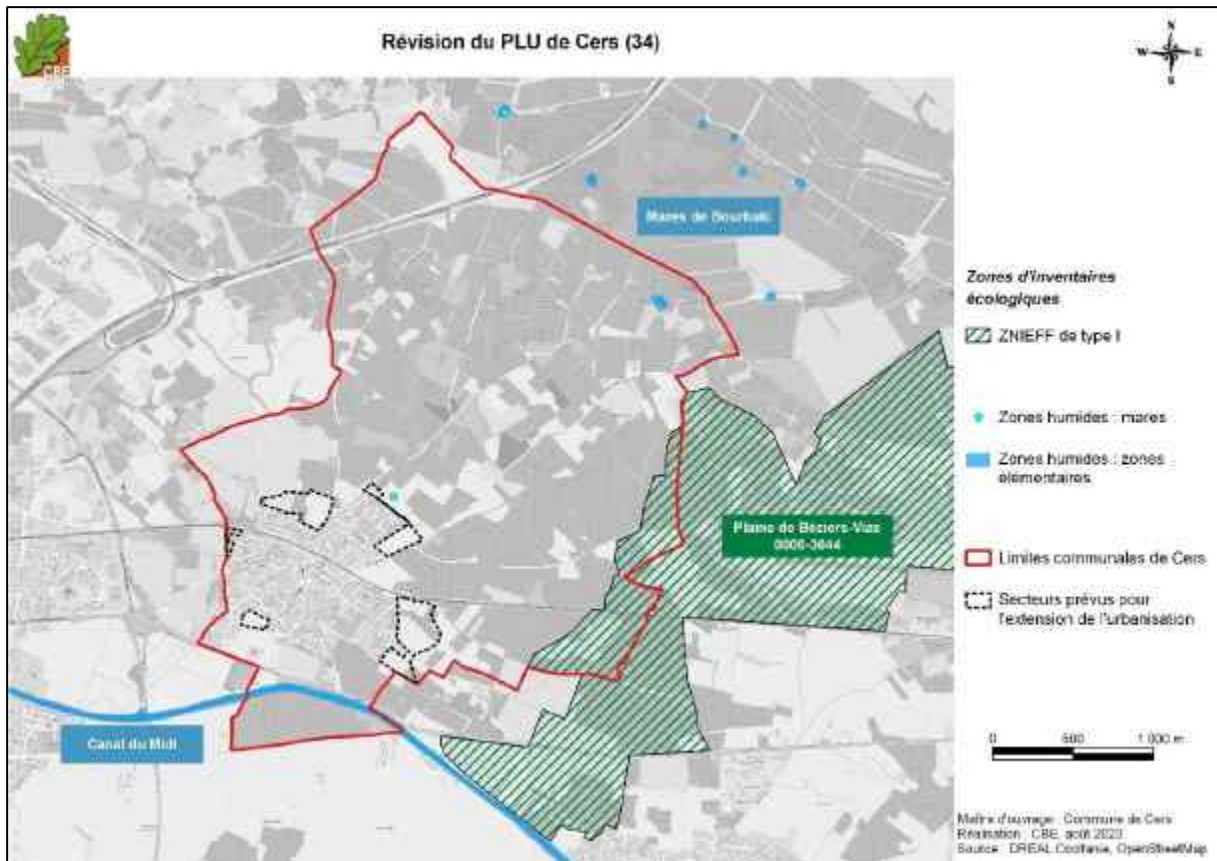 Révision du PLU de Cers (34)
CBE
N
W
E
S
Mares de Bourbaki
Zones d'inventaires
écologiques
ZNIEFF de type I
Zones humides : mares
Zones humides : zones
élémentaires
Plaine de Béziers-Vias
0000-3044
Limites communales de Cers
Secteurs prévus pour
l'extension de l'urbanisation
Canal du Midi
0
500
1 000 m
Maître d'ouvrage : Commune de Cers
Réalisation : CBE, août 2023
Source : DREAL Occitanie, OpenStreetMap